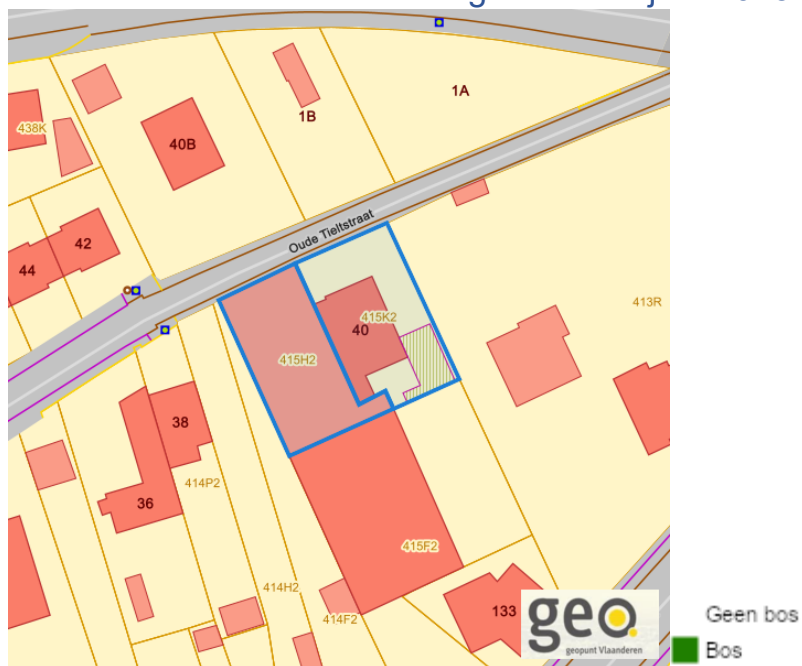 1A
1B
438K
40B
Oude Tieltstraat
42
44
413R
415K2
40
415H2
38
414P2
36
415F2
414H2
133
414F2
geo
geopunt Vlaanderen
Geen bos
Bos